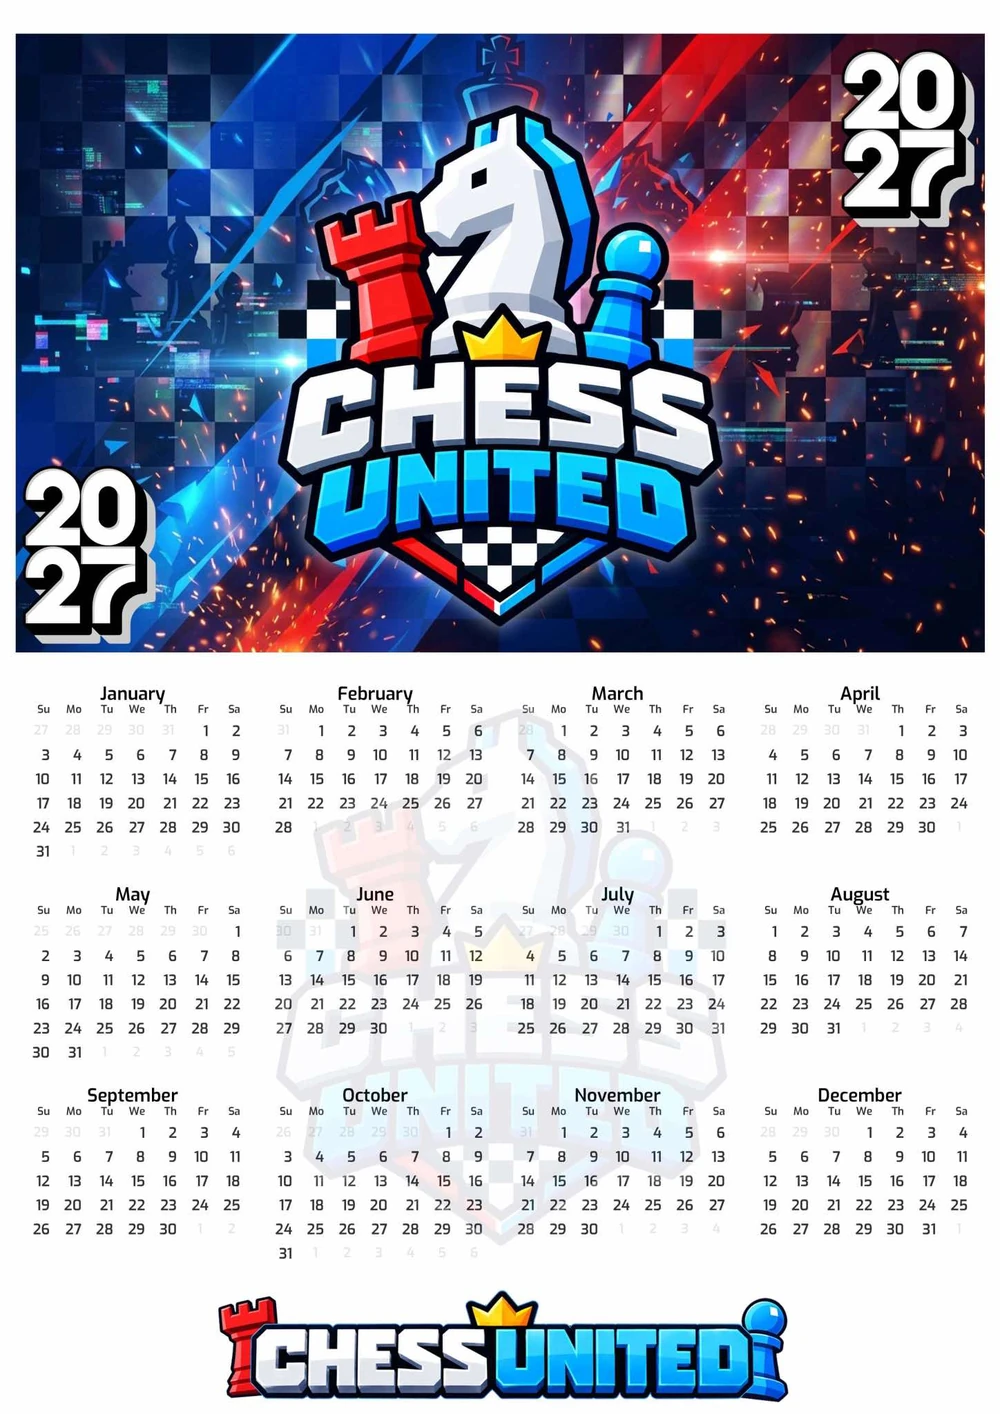 20
27
CHESS
UNITED
20
27
January February March April
Su Mo Tu We Th Fr Sa Su Mo Tu We Th Fr Sa Su Mo Tu We Th Fr Sa Su Mo Tu We Th Fr Sa
27 28 29 30 31 1 2 31 1 2 3 4 5 6 28 1 2 3 4 5 6 28 29 30 31 1 2 3
3 4 5 6 7 8 9 7 8 9 10 11 12 13 7 8 9 10 11 12 13 4 5 6 7 8 9 10
10 11 12 13 14 15 16 14 15 16 17 18 19 20 14 15 16 17 18 19 20 11 12 13 14 15 16 17
17 18 19 20 21 22 23 21 22 23 24 25 26 27 21 22 23 24 25 26 27 18 19 20 21 22 23 24
24 25 26 27 28 29 30 28 1 2 3 4 5 6 28 29 30 31 1 2 3 25 26 27 28 29 30 1
31 1 2 3 4 5 6
May June July August
Su Mo Tu We Th Fr Sa Su Mo Tu We Th Fr Sa Su Mo Tu We Th Fr Sa Su Mo Tu We Th Fr Sa
25 26 27 28 29 30 1 30 31 1 2 3 4 5 27 28 29 30 1 2 3 1 2 3 4 5 6 7
2 3 4 5 6 7 8 6 7 8 9 10 11 12 4 5 6 7 8 9 10 8 9 10 11 12 13 14
9 10 11 12 13 14 15 13 14 15 16 17 18 19 11 12 13 14 15 16 17 15 16 17 18 19 20 21
16 17 18 19 20 21 22 20 21 22 23 24 25 26 18 19 20 21 22 23 24 22 23 24 25 26 27 28
23 24 25 26 27 28 29 27 28 29 30 1 2 3 25 26 27 28 29 30 31 29 30 31 1 2 3 4
30 31 1 2 3 4 5
CHESS
UNITED
September October November December
Su Mo Tu We Th Fr Sa Su Mo Tu We Th Fr Sa Su Mo Tu We Th Fr Sa Su Mo Tu We Th Fr Sa
29 30 31 1 2 3 4 26 27 28 29 30 1 2 31 1 2 3 4 5 6 28 29 30 1 2 3 4
5 6 7 8 9 10 11 3 4 5 6 7 8 9 7 8 9 10 11 12 13 5 6 7 8 9 10 11
12 13 14 15 16 17 18 10 11 12 13 14 15 16 14 15 16 17 18 19 20 12 13 14 15 16 17 18
19 20 21 22 23 24 25 17 18 19 20 21 22 23 21 22 23 24 25 26 27 19 20 21 22 23 24 25
26 27 28 29 30 1 2 24 25 26 27 28 29 30 28 29 30 1 2 3 4 26 27 28 29 30 31 1
31 1 2 3 4 5 6
CHESS UNITED